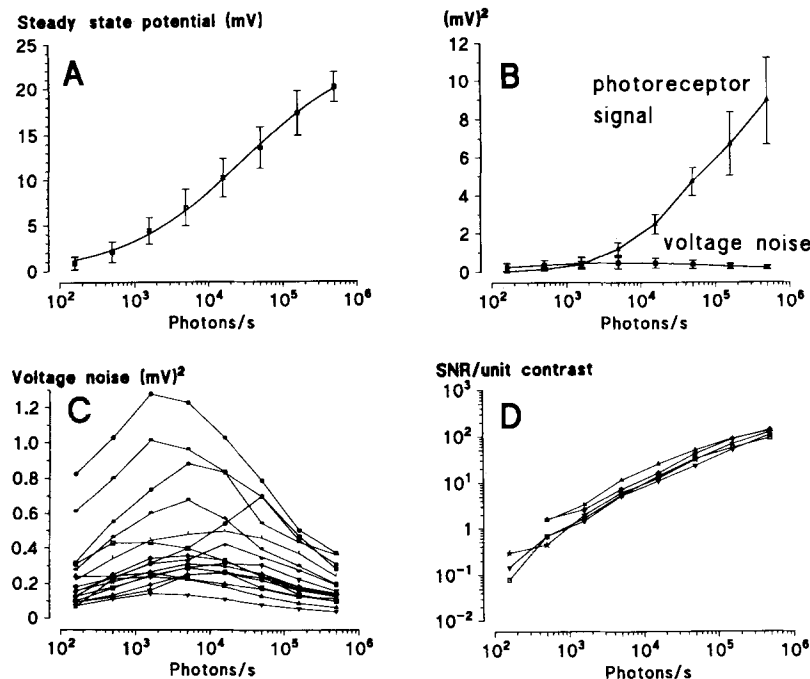 Steady state potential (mV)
A
25
20
15
10
5
0
10² 10³ 10⁴ 10⁵ 10⁶
Photons/s
(mV)²
B
12
10
8
6
4
2
0
photoreceptor
signal
voltage noise
10² 10³ 10⁴ 10⁵ 10⁶
Photons/s
Voltage noise (mV)²
C
1.2
1.0
0.8
0.6
0.4
0.2
0
10² 10³ 10⁴ 10⁵ 10⁶
Photons/s
SNR/unit contrast
D
10³
10²
10¹
1
10⁻¹
10⁻²
10² 10³ 10⁴ 10⁵ 10⁶
Photons/s